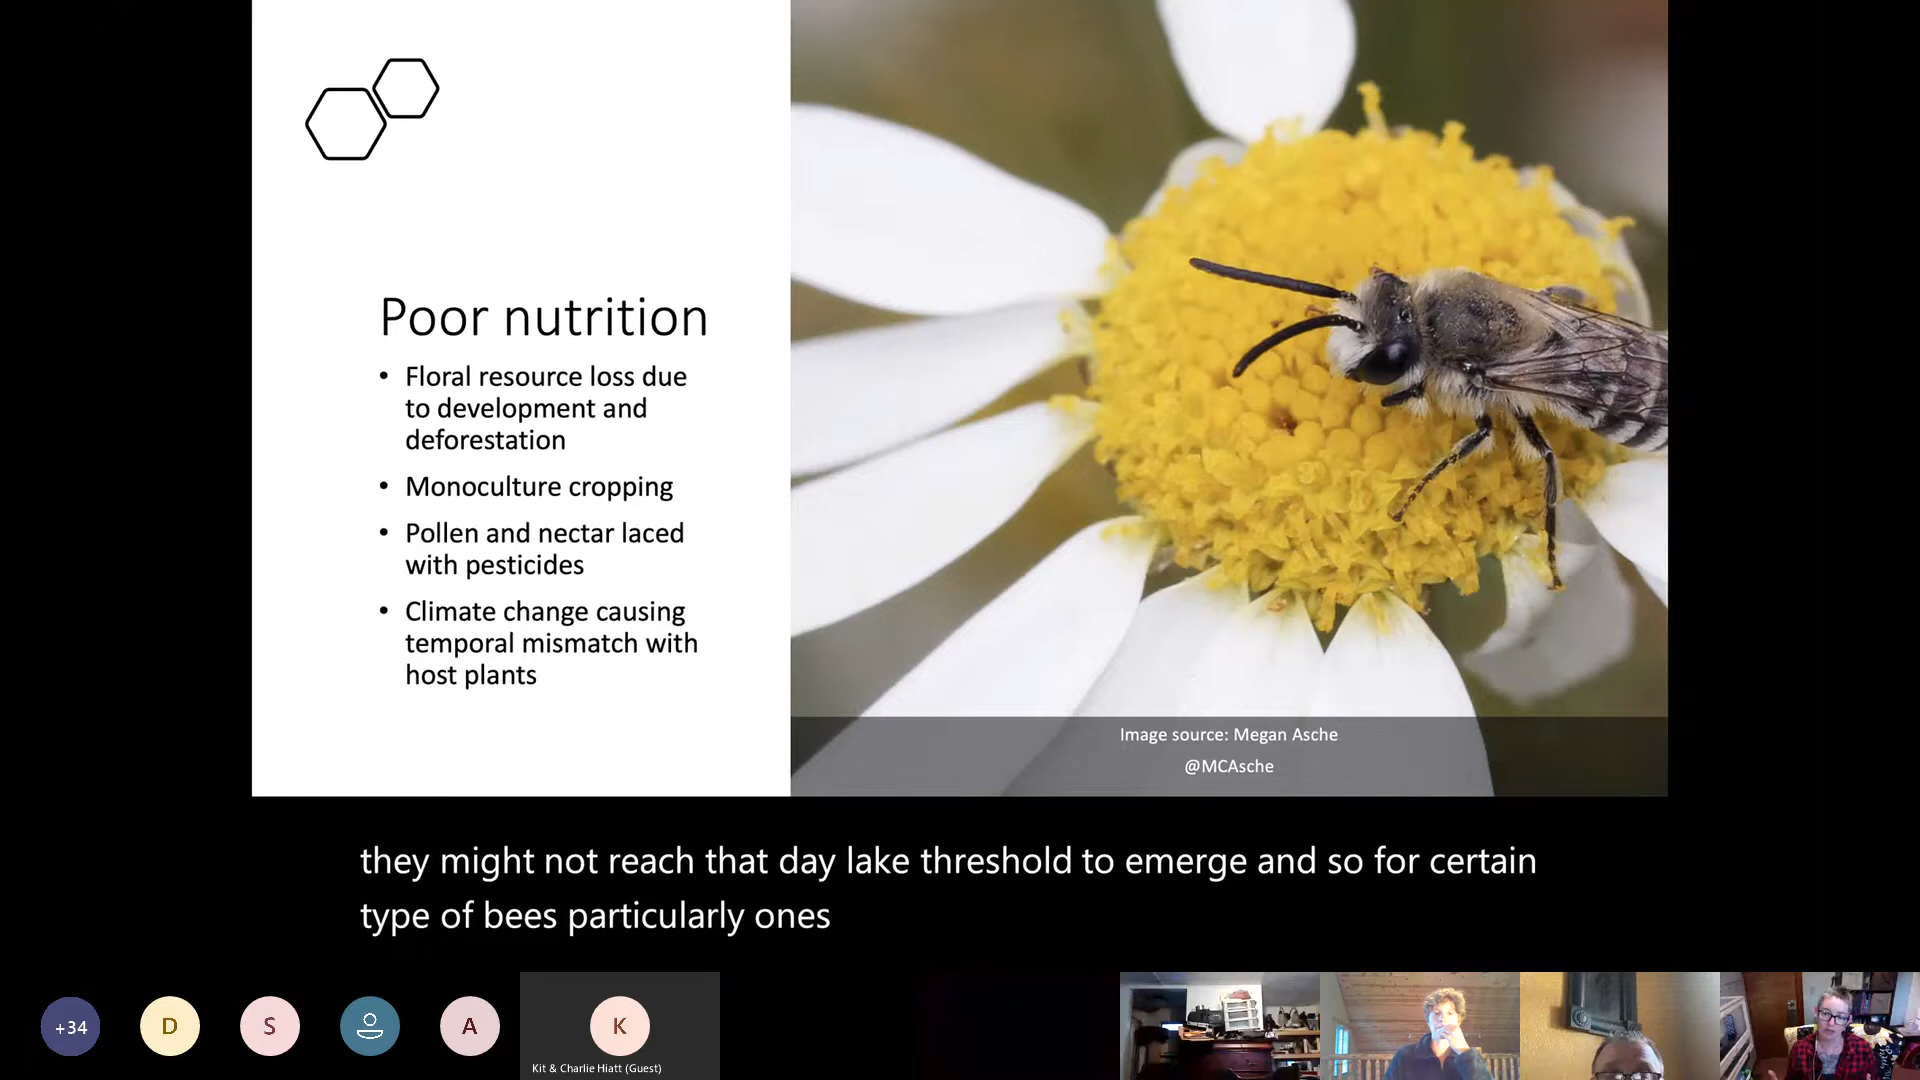 Poor nutrition
• Floral resource loss due
to development and
deforestation
• Monoculture cropping
• Pollen and nectar laced
with pesticides
• Climate change causing
temporal mismatch with
host plants
Image source: Megan Asche
@MCAsche
they might not reach that day lake threshold to emerge and so for certain
type of bees particularly ones
+34
D
S
A
K
Kit & Charlie Hiatt (Guest)